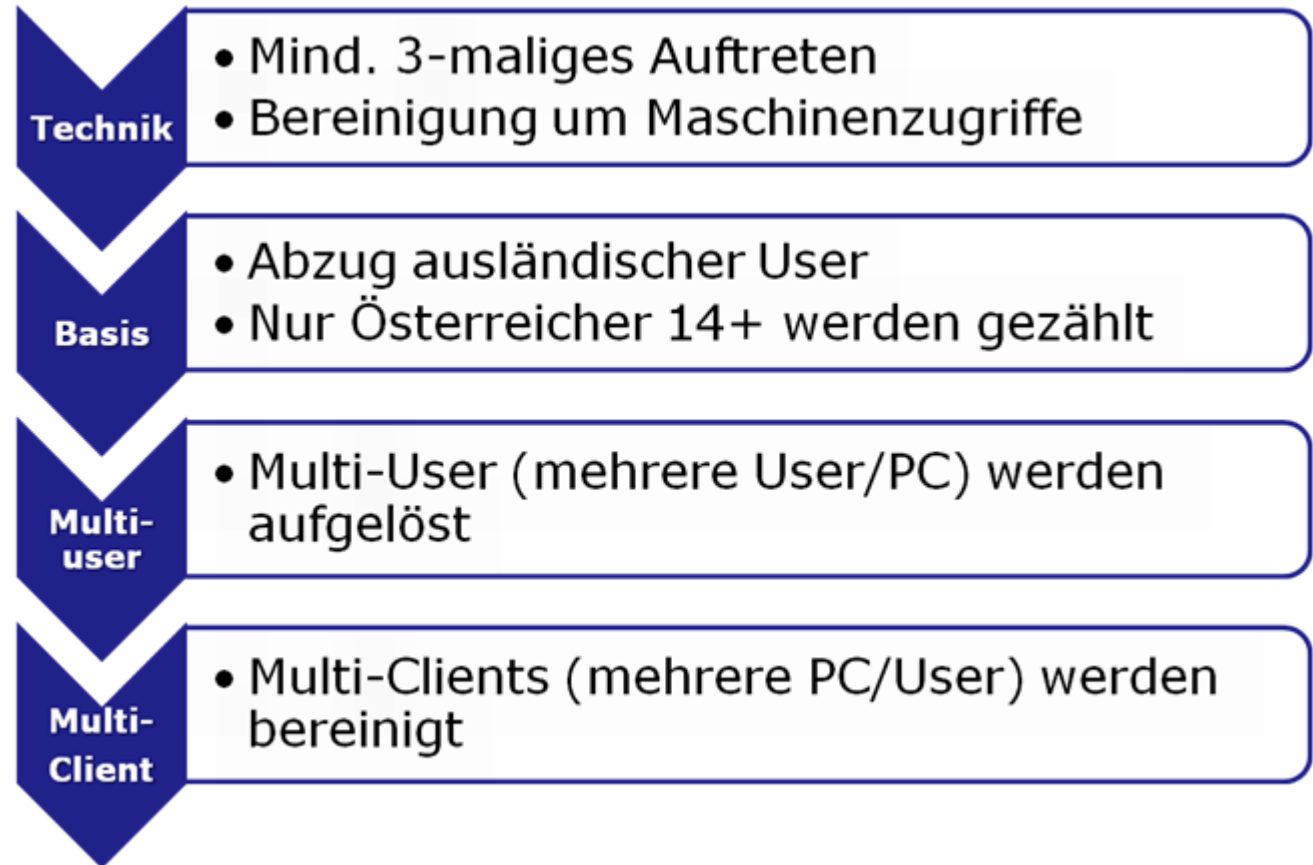 Technik
• Mind. 3-maliges Auftreten
• Bereinigung um Maschinenzugriffe
Basis
• Abzug ausländischer User
• Nur Österreicher 14+ werden gezählt
Multi-
user
• Multi-User (mehrere User/PC) werden
aufgelöst
Multi-
Client
• Multi-Clients (mehrere PC/User) werden
bereinigt